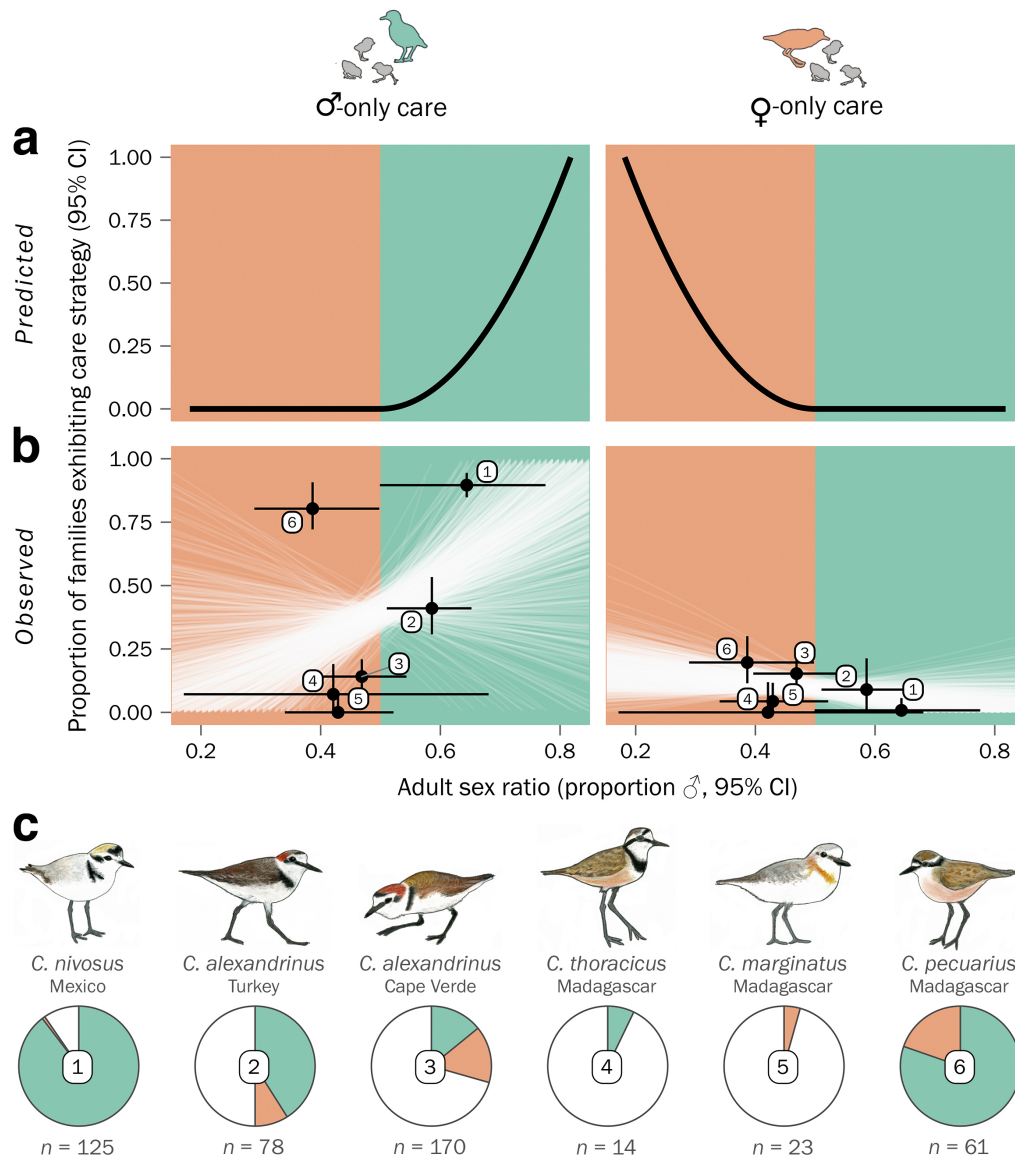 ♂-only care
♀-only care
a
Predicted
Proportion of families exhibiting care strategy (95% CI)
1.00
0.75
0.50
0.25
0.00
b
Observed
1.00
0.75
0.50
0.25
0.00
1
6
2
3
4
5
6
3
2
4
5
1
0.2
0.4
0.6
0.8
0.2
0.4
0.6
0.8
Adult sex ratio (proportion ♂, 95% CI)
c
C. nivosus
Mexico
C. alexandrinus
Turkey
C. alexandrinus
Cape Verde
C. thoracicus
Madagascar
C. marginatus
Madagascar
C. pecuarius
Madagascar
1
2
3
4
5
6
n = 125
n = 78
n = 170
n = 14
n = 23
n = 61